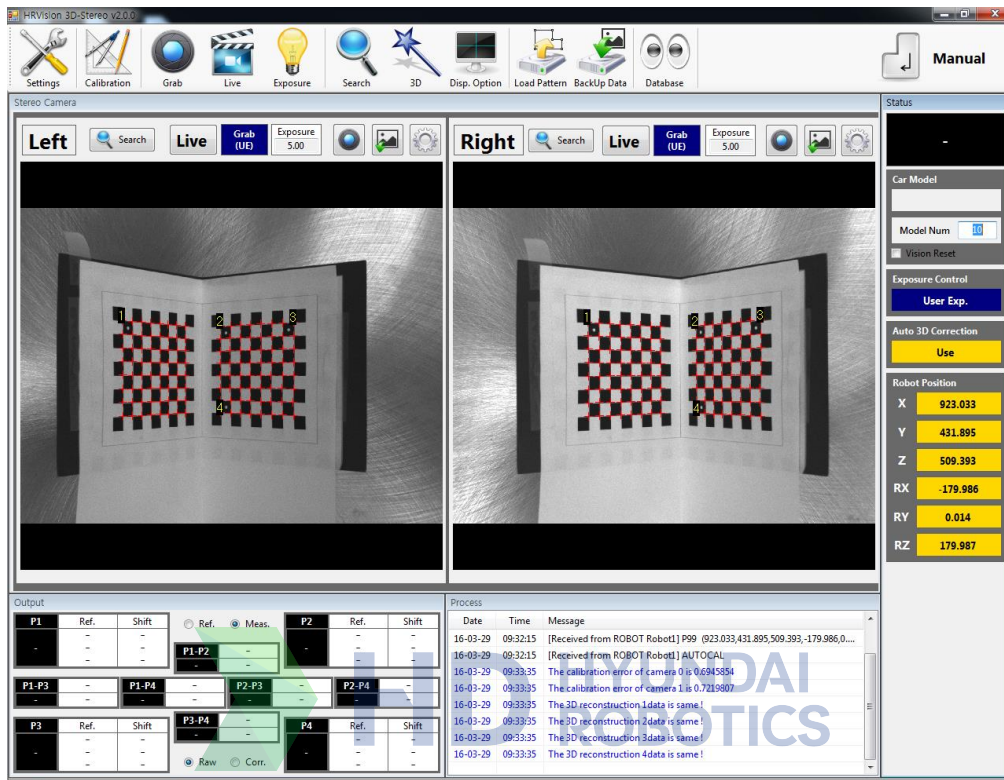 HRVision 3D-Stereo v2.0.0
Settings Calibration Grab Live Exposure Search 3D Disp. Option Load Pattern BackUp Data Database Manual
Stereo Camera
Left Search Live Grab (UE) Exposure 5.00
Right Search Live Grab (UE) Exposure 5.00
1 2 3
4
1 2 3
4
Status
-
Car Model
Model Num 10
Vision Reset
Exposure Control
User Exp.
Auto 3D Correction
Use
Robot Position
X 923.033
Y 431.895
Z 509.393
RX -179.986
RY 0.014
RZ 179.987
Output
P1 Ref. Shift
- - -
- -
- -
Ref. Meas.
P1-P2 -
- -
P2 Ref. Shift
- - -
- -
- -
P1-P3 - P1-P4 - P2-P3 - P2-P4 -
- - - - - - - -
P3 Ref. Shift
- - -
- -
- -
P3-P4 -
- -
Raw Corr.
P4 Ref. Shift
- - -
- -
- -
Process
Date Time Message
16-03-29 09:32:15 [Received from ROBOT Robot1] P99 (923.033,431.895,509.393,-179.986,0....
16-03-29 09:32:15 [Received from ROBOT Robot1] AUTOCAL
16-03-29 09:33:35 The calibration error of camera 0 is 0.6945854
16-03-29 09:33:35 The calibration error of camera 1 is 0.7219807
16-03-29 09:33:35 The 3D reconstruction 1data is same !
16-03-29 09:33:35 The 3D reconstruction 2data is same !
16-03-29 09:33:35 The 3D reconstruction 3data is same !
16-03-29 09:33:35 The 3D reconstruction 4data is same !
HD HYUNDAI
ROBOTICS